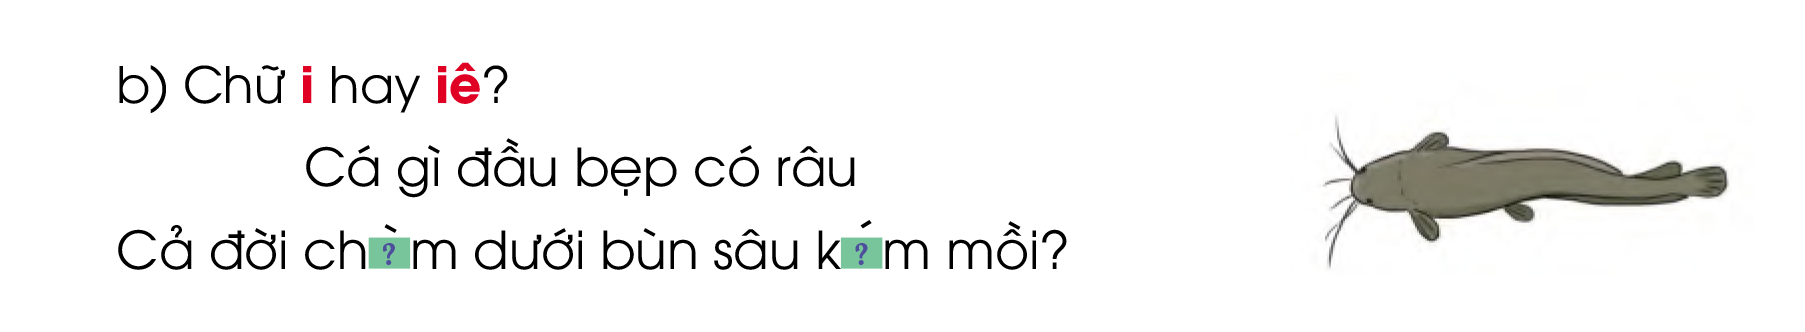 b) Chữ i hay iê?
Cá gì đầu bẹp có râu
Cả đời ch?̀m dưới bùn sâu k?́m mồi?